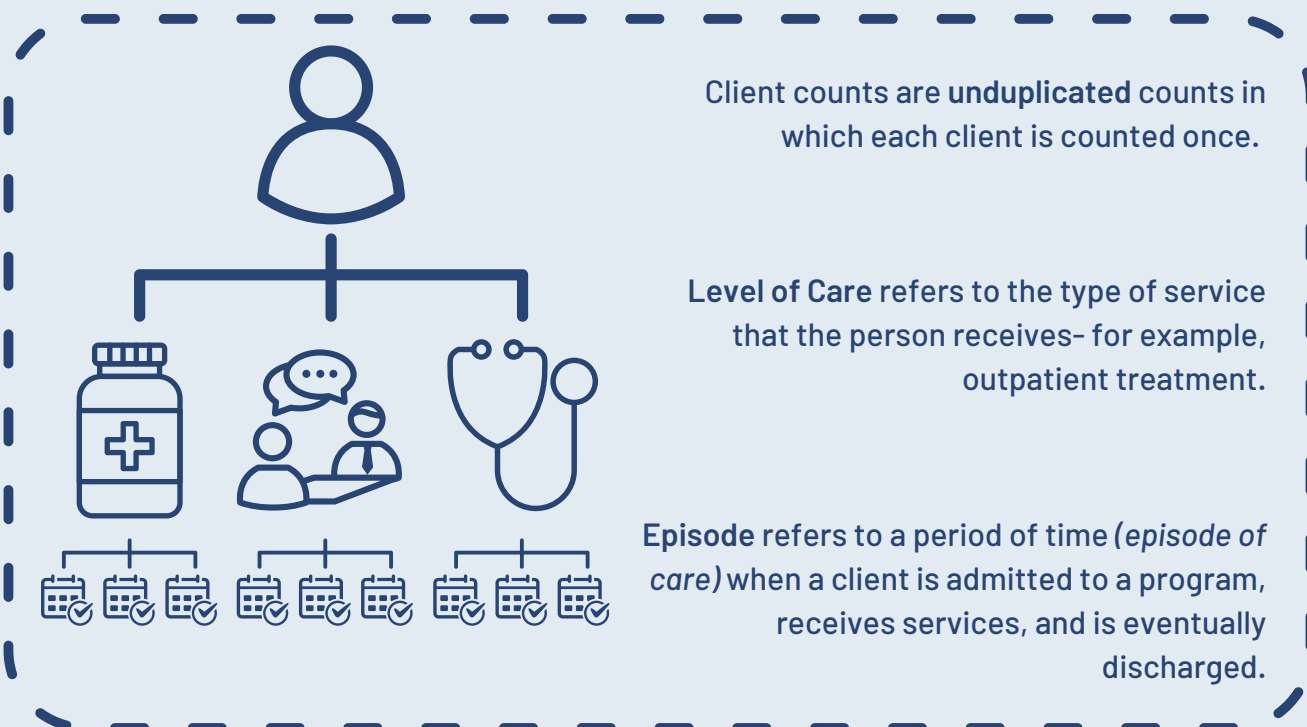 Client counts are unduplicated counts in
which each client is counted once.
Level of Care refers to the type of service
that the person receives- for example,
outpatient treatment.
Episode refers to a period of time (episode of
care) when a client is admitted to a program,
receives services, and is eventually
discharged.